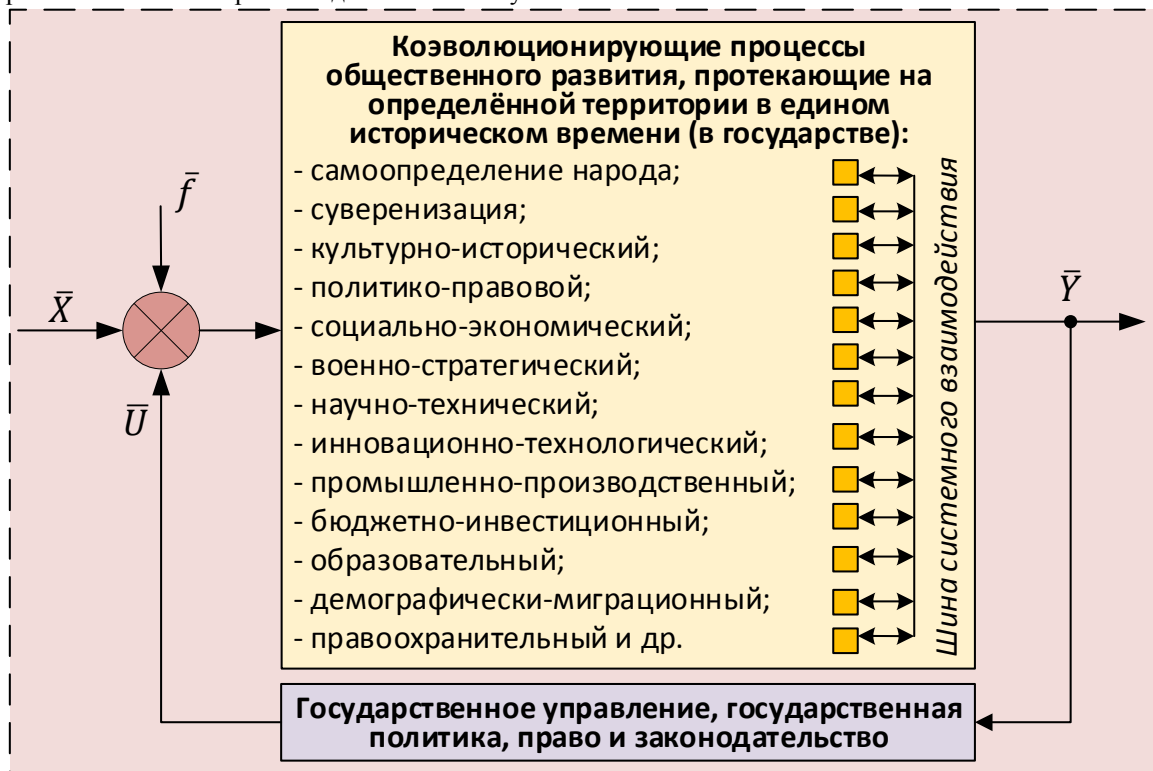 Коэволюционирующие процессы
общественного развития, протекающие на
определённой территории в едином
историческом времени (в государстве):
- самоопределение народа;
- суверенизация;
- культурно-исторический;
- политико-правовой;
- социально-экономический;
- военно-стратегический;
- научно-технический;
- инновационно-технологический;
- промышленно-производственный;
- бюджетно-инвестиционный;
- образовательный;
- демографически-миграционный;
- правоохранительный и др.
Шина системного взаимодействия
f̄
X̄
Ū
Ȳ
Государственное управление, государственная
политика, право и законодательство